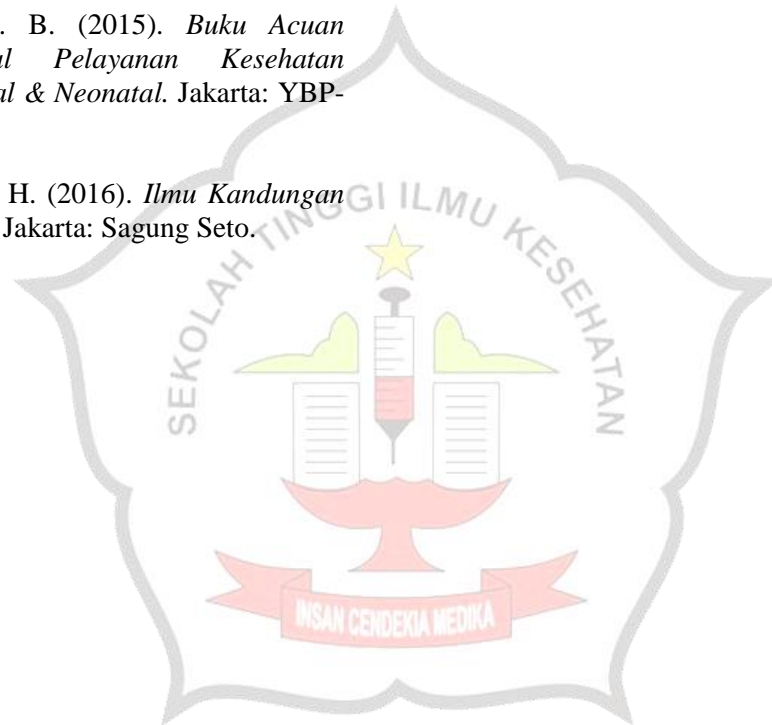 . B. (2015). Buku Acuan
l Pelayanan Kesehatan
al & Neonatal. Jakarta: YBP-
H. (2016). Ilmu Kandungan
Jakarta: Sagung Seto.
SEKOLAH TINGGI ILMU KESEHATAN
INSAN CENDEKIA MEDIKA